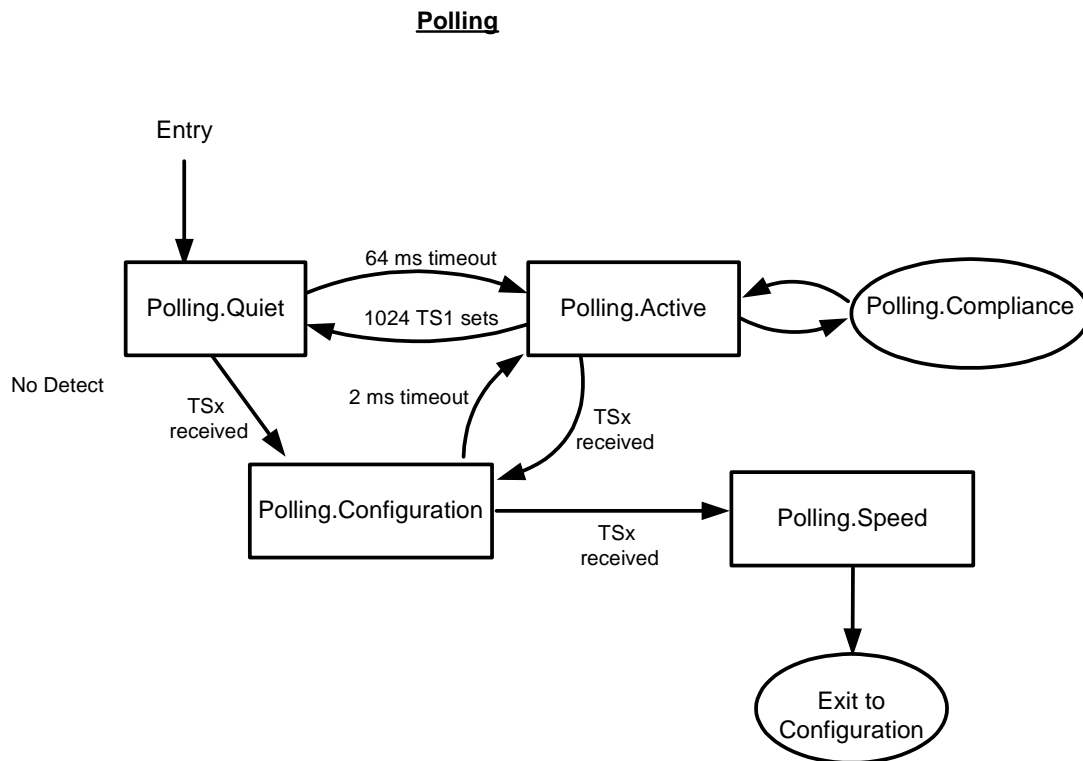 Polling
Entry
64 ms timeout
Polling.Quiet
Polling.Active
Polling.Compliance
1024 TS1 sets
No Detect
2 ms timeout
TSx
received
TSx
received
Polling.Configuration
Polling.Speed
TSx
received
Exit to
Configuration